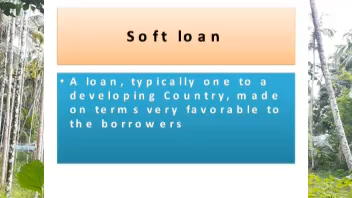 Soft loan
• A loan, typically one to a
developing Country, made
on terms very favorable to
the borrowers